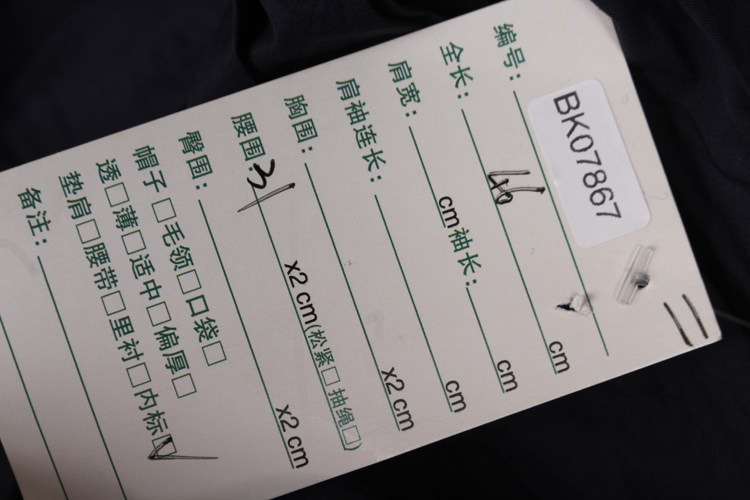 编号: BK07867
全长: 46 cm
肩宽: cm 袖长: cm
肩袖连长: cm
胸围: x2 cm
腰围: 31 x2 cm (松紧□ 抽绳□)
臀围: x2 cm
帽子□毛领□口袋□
透□薄□适中□偏厚□
垫肩□腰带□里衬□内标☑
备注: